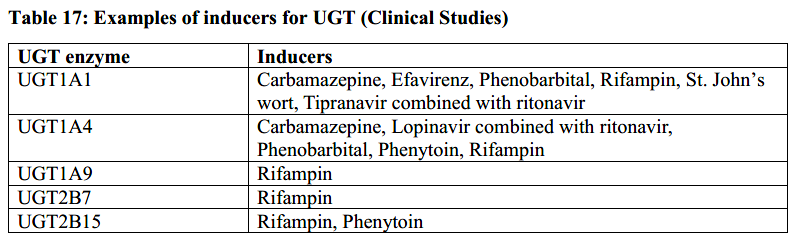 Table 17: Examples of inducers for UGT (Clinical Studies)
UGT enzyme Inducers
UGT1A1 Carbamazepine, Efavirenz, Phenobarbital, Rifampin, St. John’s
wort, Tipranavir combined with ritonavir
UGT1A4 Carbamazepine, Lopinavir combined with ritonavir,
Phenobarbital, Phenytoin, Rifampin
UGT1A9 Rifampin
UGT2B7 Rifampin
UGT2B15 Rifampin, Phenytoin